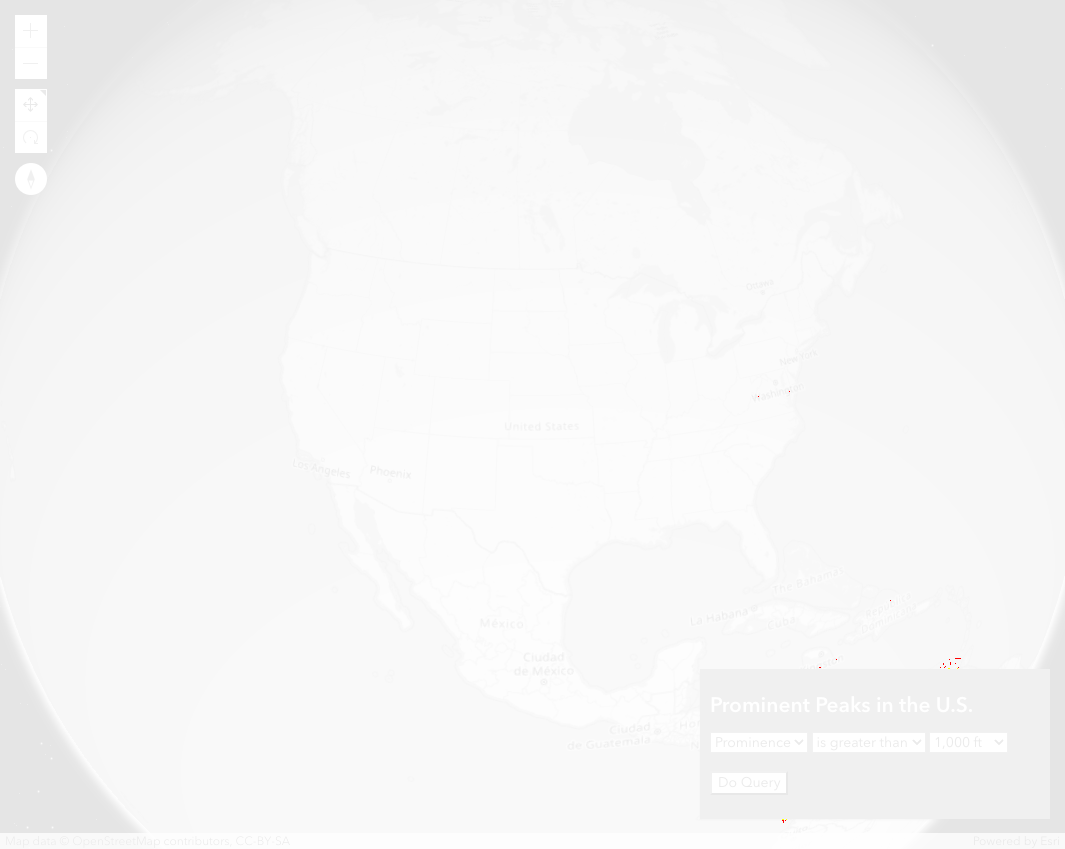 Ottawa
New York
Washington
United States
Los Angeles
Phoenix
The Bahamas
La Habana
Cuba
México
Ciudad
de México
Ciudad
de Guatemala
Prominent Peaks in the U.S.
Prominence is greater than 1,000 ft
Do Query
Map data © OpenStreetMap contributors, CC-BY-SA
Powered by Esri